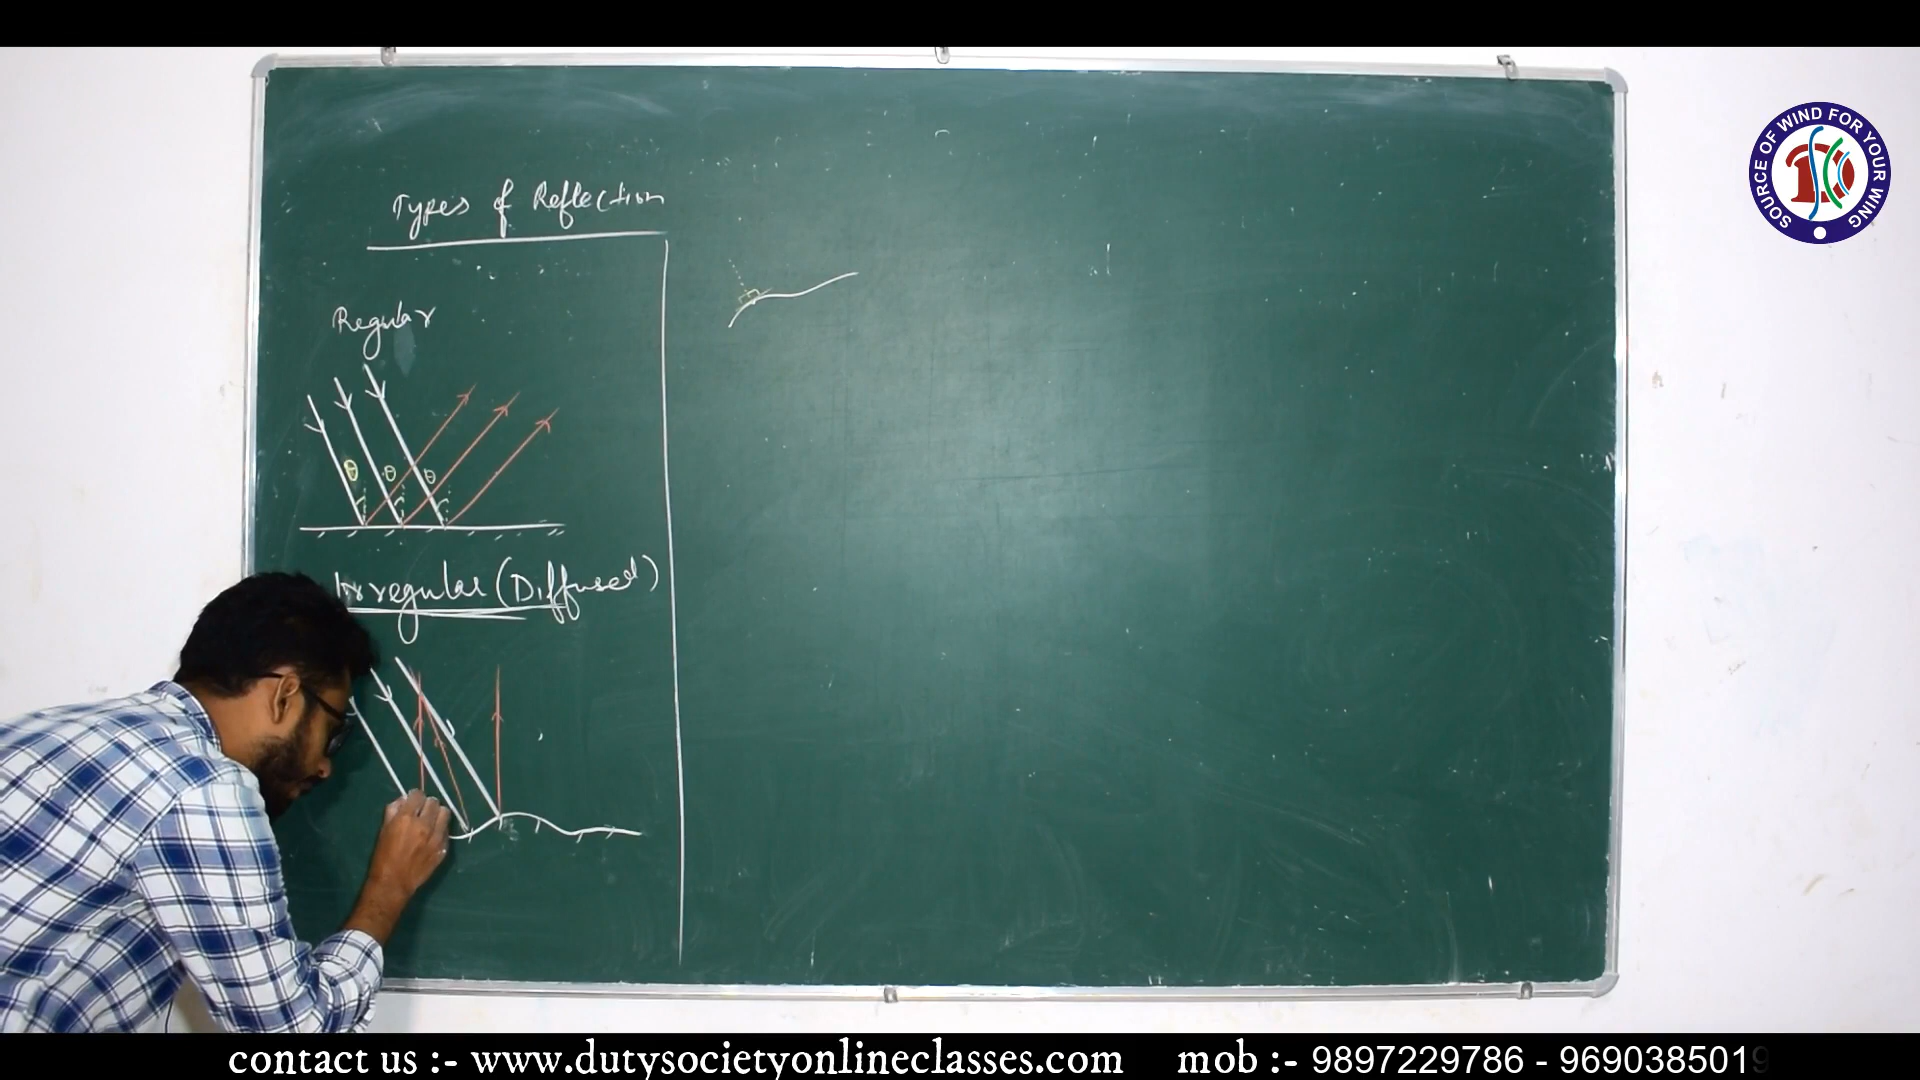 Types of Reflection
Regular
θ θ θ
Irregular (Diffused)
SOURCE OF WIND FOR YOUR WING
contact us :- www.dutysocietyonlineclasses.com mob :- 9897229786 - 9690385019